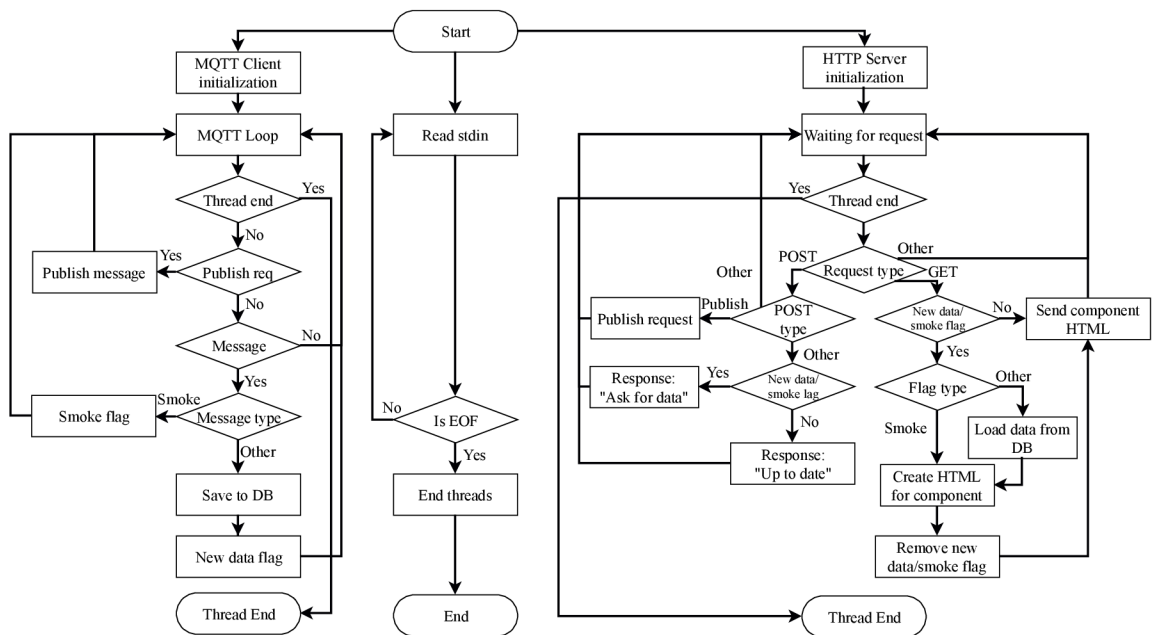 Start
MQTT Client
initialization
HTTP Server
initialization
MQTT Loop
Read stdin
Waiting for request
Thread end
Yes
No
Yes
Thread end
Publish message
Yes
Publish req
No
POST
Request type
Other
GET
Other
Publish request
Publish
POST
type
Other
New data/
smoke flag
No
Yes
Send component
HTML
Message
No
Yes
Response:
"Ask for data"
Yes
New data/
smoke lag
No
Flag type
Other
Smoke
Smoke flag
Smoke
Message type
Other
No
Is EOF
Yes
Response:
"Up to date"
Load data from
DB
Save to DB
End threads
Create HTML
for component
New data flag
Remove new
data/smoke flag
Thread End
End
Thread End